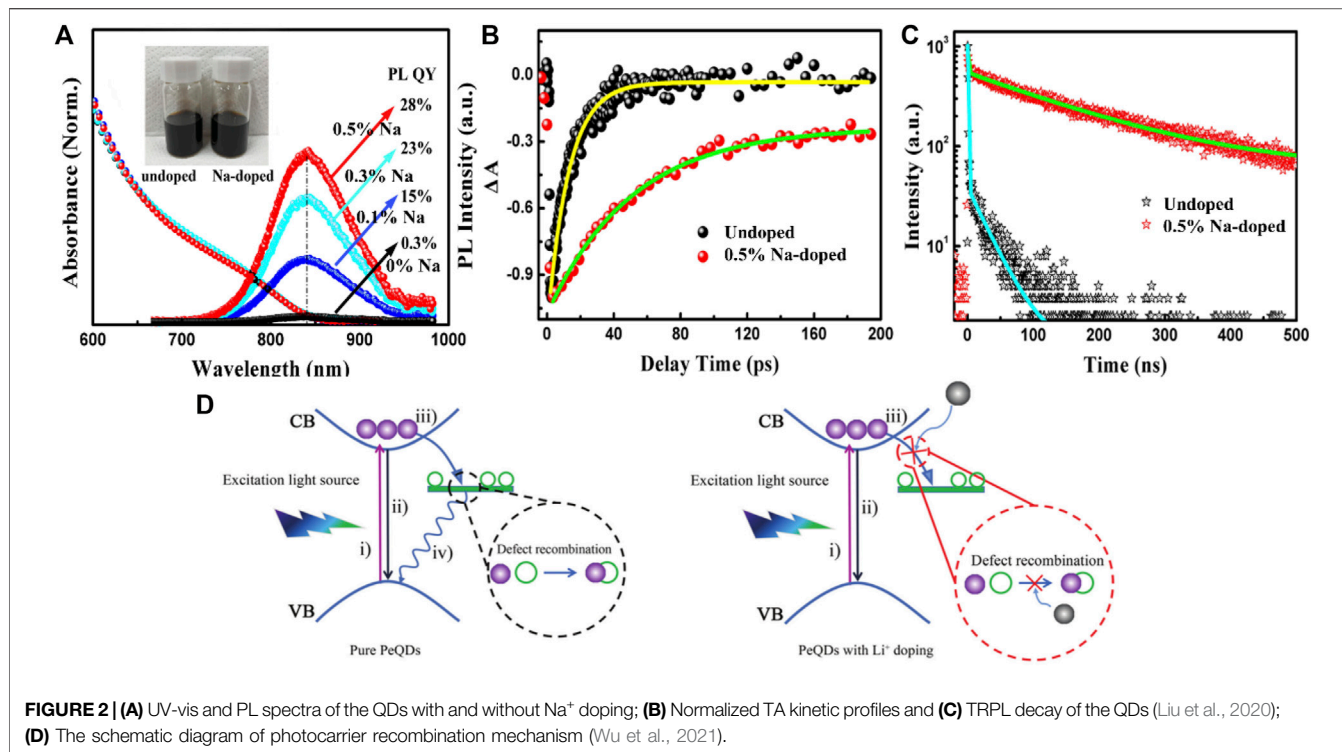 A
Absorbance (Norm.)
undoped Na-doped
PL QY
28%
0.5% Na
23%
0.3% Na
15%
0.1% Na
0.3%
0% Na
PL Intensity (a.u.)
600 700 800 900 1000
Wavelength (nm)
B
ΔA
0.0
-0.3
-0.6
-0.9
Undoped
0.5% Na-doped
0 40 80 120 160 200
Delay Time (ps)
C
Intensity (a.u.)
10³
10²
10¹
Undoped
0.5% Na-doped
0 100 200 300 400 500
Time (ns)
D
CB
iii)
Excitation light source
ii)
i)
iv)
Defect recombination
VB
Pure PeQDs
CB
iii)
Excitation light source
ii)
i)
Defect recombination
VB
PeQDs with Li⁺ doping
FIGURE 2 | (A) UV-vis and PL spectra of the QDs with and without Na⁺ doping; (B) Normalized TA kinetic profiles and (C) TRPL decay of the QDs (Liu et al., 2020);
(D) The schematic diagram of photocarrier recombination mechanism (Wu et al., 2021).